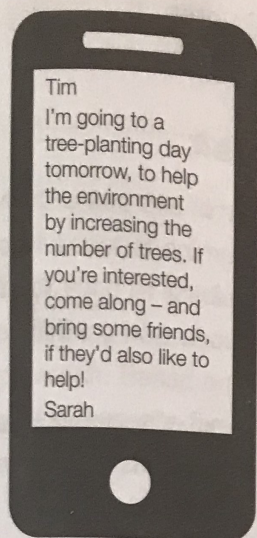 Tim
I'm going to a
tree-planting day
tomorrow, to help
the environment
by increasing the
number of trees. If
you're interested,
come along – and
bring some friends,
if they'd also like to
help!
Sarah